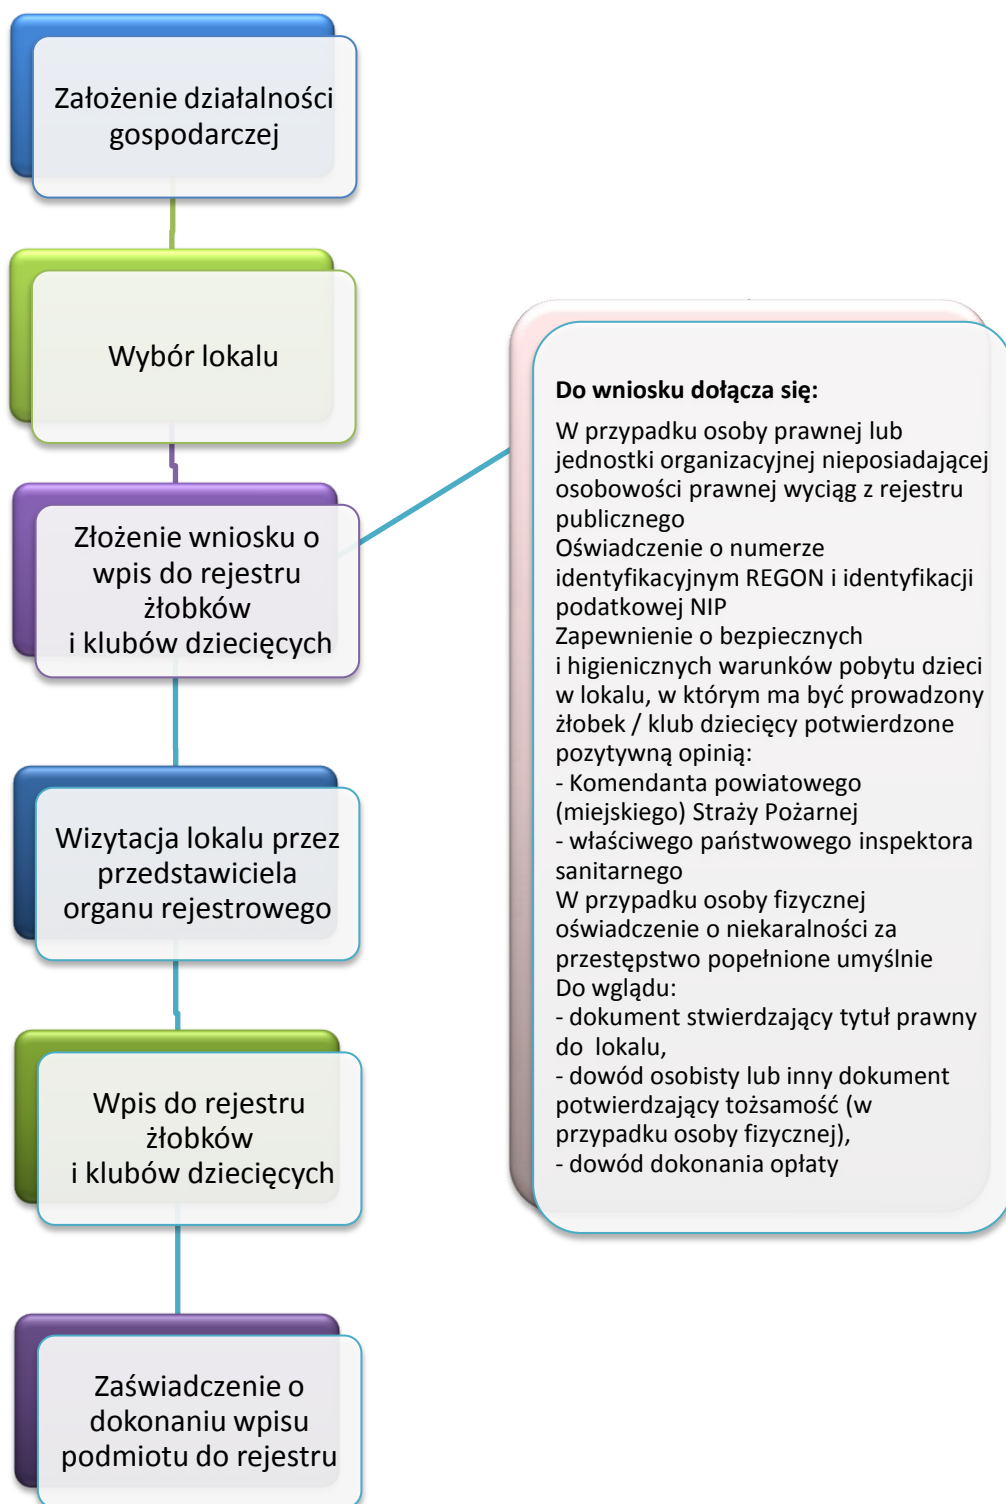 Założenie działalności
gospodarczej
Wybór lokalu
Złożenie wniosku o
wpis do rejestru
żłobków
i klubów dziecięcych
Wizytacja lokalu przez
przedstawiciela
organu rejestrowego
Wpis do rejestru
żłobków
i klubów dziecięcych
Zaświadczenie o
dokonaniu wpisu
podmiotu do rejestru
Do wniosku dołącza się:
W przypadku osoby prawnej lub
jednostki organizacyjnej nieposiadającej
osobowości prawnej wyciąg z rejestru
publicznego
Oświadczenie o numerze
identyfikacyjnym REGON i identyfikacji
podatkowej NIP
Zapewnienie o bezpiecznych
i higienicznych warunków pobytu dzieci
w lokalu, w którym ma być prowadzony
żłobek / klub dziecięcy potwierdzone
pozytywną opinią:
- Komendanta powiatowego
(miejskiego) Straży Pożarnej
- właściwego państwowego inspektora
sanitarnego
W przypadku osoby fizycznej
oświadczenie o niekaralności za
przestępstwo popełnione umyślnie
Do wglądu:
- dokument stwierdzający tytuł prawny
do lokalu,
- dowód osobisty lub inny dokument
potwierdzający tożsamość (w
przypadku osoby fizycznej),
- dowód dokonania opłaty